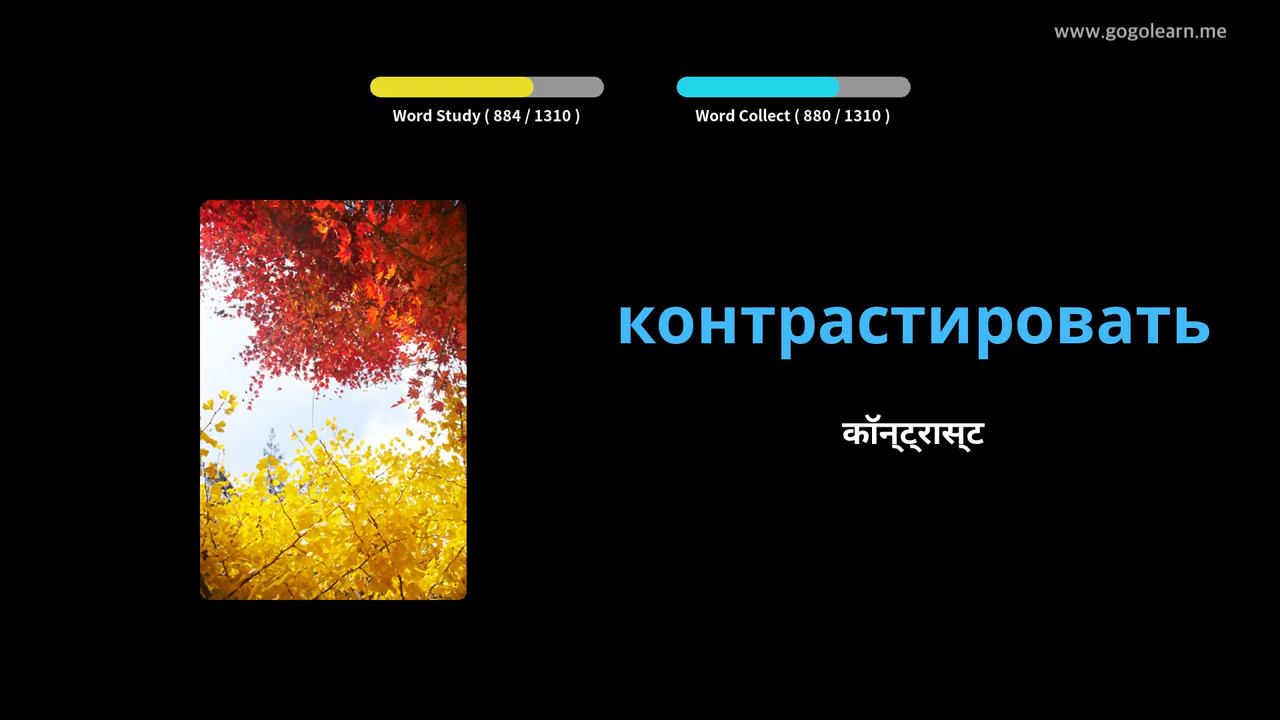 www.gogolearn.me
Word Study ( 884 / 1310 )
Word Collect ( 880 / 1310 )
контрастировать
कॉन्ट्रास्ट